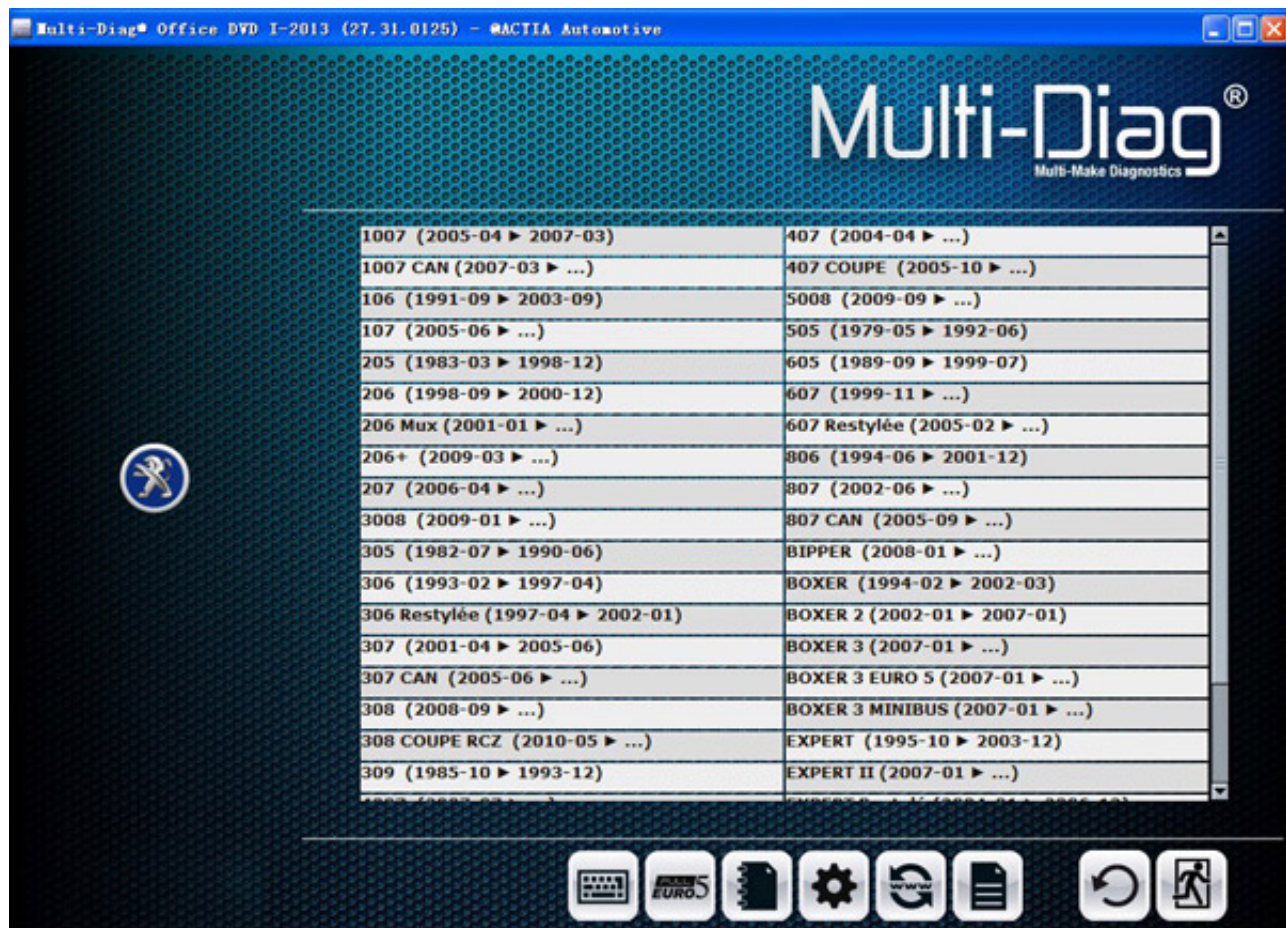 Multi-Diag® Office DVD I-2013 (27.31.0125) - @ACTIA Automotive
Multi-Diag®
Multi-Make Diagnostics
1007 (2005-04 ► 2007-03)
1007 CAN (2007-03 ► ...)
106 (1991-09 ► 2003-09)
107 (2005-06 ► ...)
205 (1983-03 ► 1998-12)
206 (1998-09 ► 2000-12)
206 Mux (2001-01 ► ...)
206+ (2009-03 ► ...)
207 (2006-04 ► ...)
3008 (2009-01 ► ...)
305 (1982-07 ► 1990-06)
306 (1993-02 ► 1997-04)
306 Restylée (1997-04 ► 2002-01)
307 (2001-04 ► 2005-06)
307 CAN (2005-06 ► ...)
308 (2008-09 ► ...)
308 COUPE RCZ (2010-05 ► ...)
309 (1985-10 ► 1993-12)
407 (2004-04 ► ...)
407 COUPE (2005-10 ► ...)
5008 (2009-09 ► ...)
505 (1979-05 ► 1992-06)
605 (1989-09 ► 1999-07)
607 (1999-11 ► ...)
607 Restylée (2005-02 ► ...)
806 (1994-06 ► 2001-12)
807 (2002-06 ► ...)
807 CAN (2005-09 ► ...)
BIPPER (2008-01 ► ...)
BOXER (1994-02 ► 2002-03)
BOXER 2 (2002-01 ► 2007-01)
BOXER 3 (2007-01 ► ...)
BOXER 3 EURO 5 (2007-01 ► ...)
BOXER 3 MINIBUS (2007-01 ► ...)
EXPERT (1995-10 ► 2003-12)
EXPERT II (2007-01 ► ...)
FULL
EURO5
www